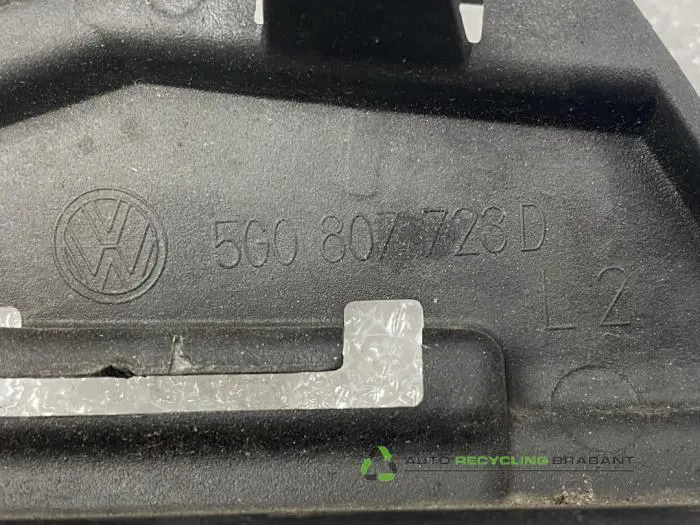 5G0 807 723 D
L 2
AUTO RECYCLING BRABANT